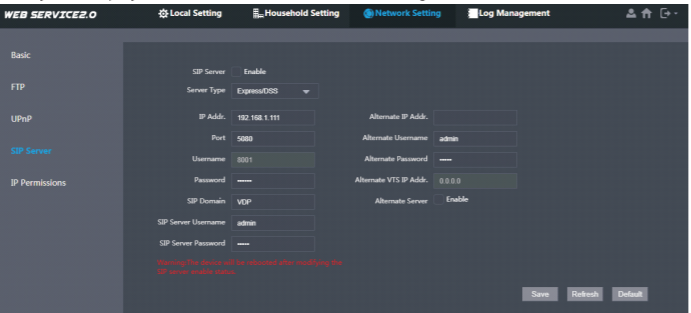 WEB SERVICE2.0
Local Setting
Household Setting
Network Setting
Log Management
Basic
FTP
UPnP
SIP Server
IP Permissions
SIP Server Enable
Server Type Express/DSS
IP Addr. 192.168.1.111 Alternate IP Addr.
Port 5080 Alternate Username admin
Username 8001 Alternate Password •••••
Password •••••• Alternate VTS IP Addr. 0.0.0.0
SIP Domain VDP Alternate Server Enable
SIP Server Username admin
SIP Server Password •••••
Warning:The device will be rebooted after modifying the
SIP server enable status.
Save Refresh Default